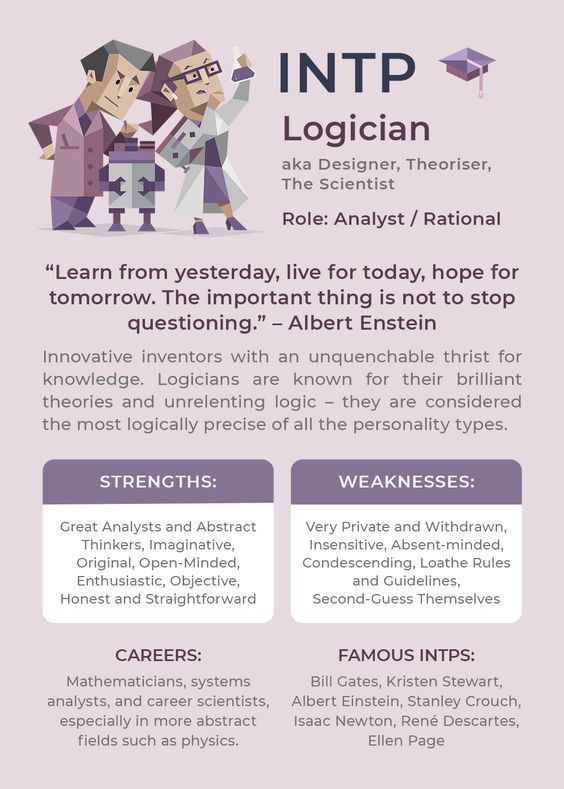 INTP
Logician
aka Designer, Theoriser,
The Scientist
Role: Analyst / Rational
“Learn from yesterday, live for today, hope for
tomorrow. The important thing is not to stop
questioning.” – Albert Enstein
Innovative inventors with an unquenchable thrist for
knowledge. Logicians are known for their brilliant
theories and unrelenting logic – they are considered
the most logically precise of all the personality types.
STRENGTHS:
Great Analysts and Abstract
Thinkers, Imaginative,
Original, Open-Minded,
Enthusiastic, Objective,
Honest and Straightforward
WEAKNESSES:
Very Private and Withdrawn,
Insensitive, Absent-minded,
Condescending, Loathe Rules
and Guidelines,
Second-Guess Themselves
CAREERS:
Mathematicians, systems
analysts, and career scientists,
especially in more abstract
fields such as physics.
FAMOUS INTPS:
Bill Gates, Kristen Stewart,
Albert Einstein, Stanley Crouch,
Isaac Newton, René Descartes,
Ellen Page